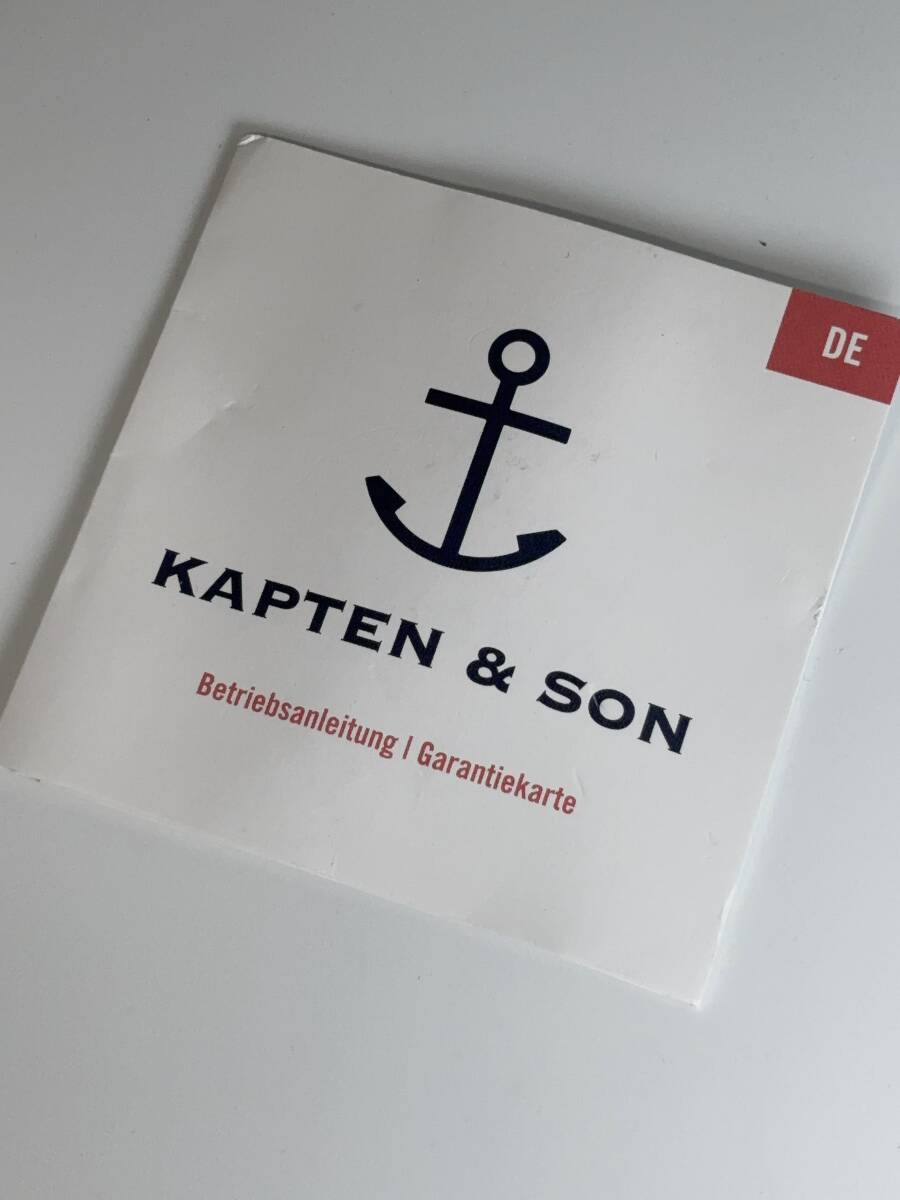 DE
KAPTEN & SON
Betriebsanleitung | Garantiekarte